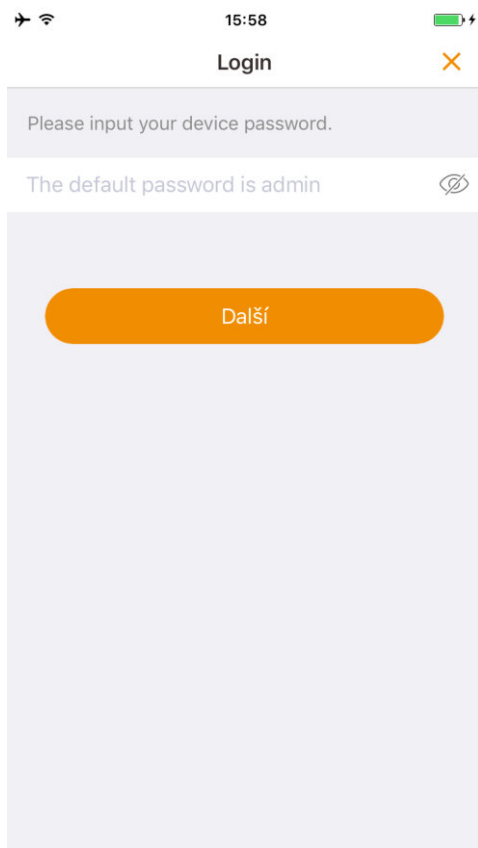 15:58
Login
Please input your device password.
The default password is admin
Další